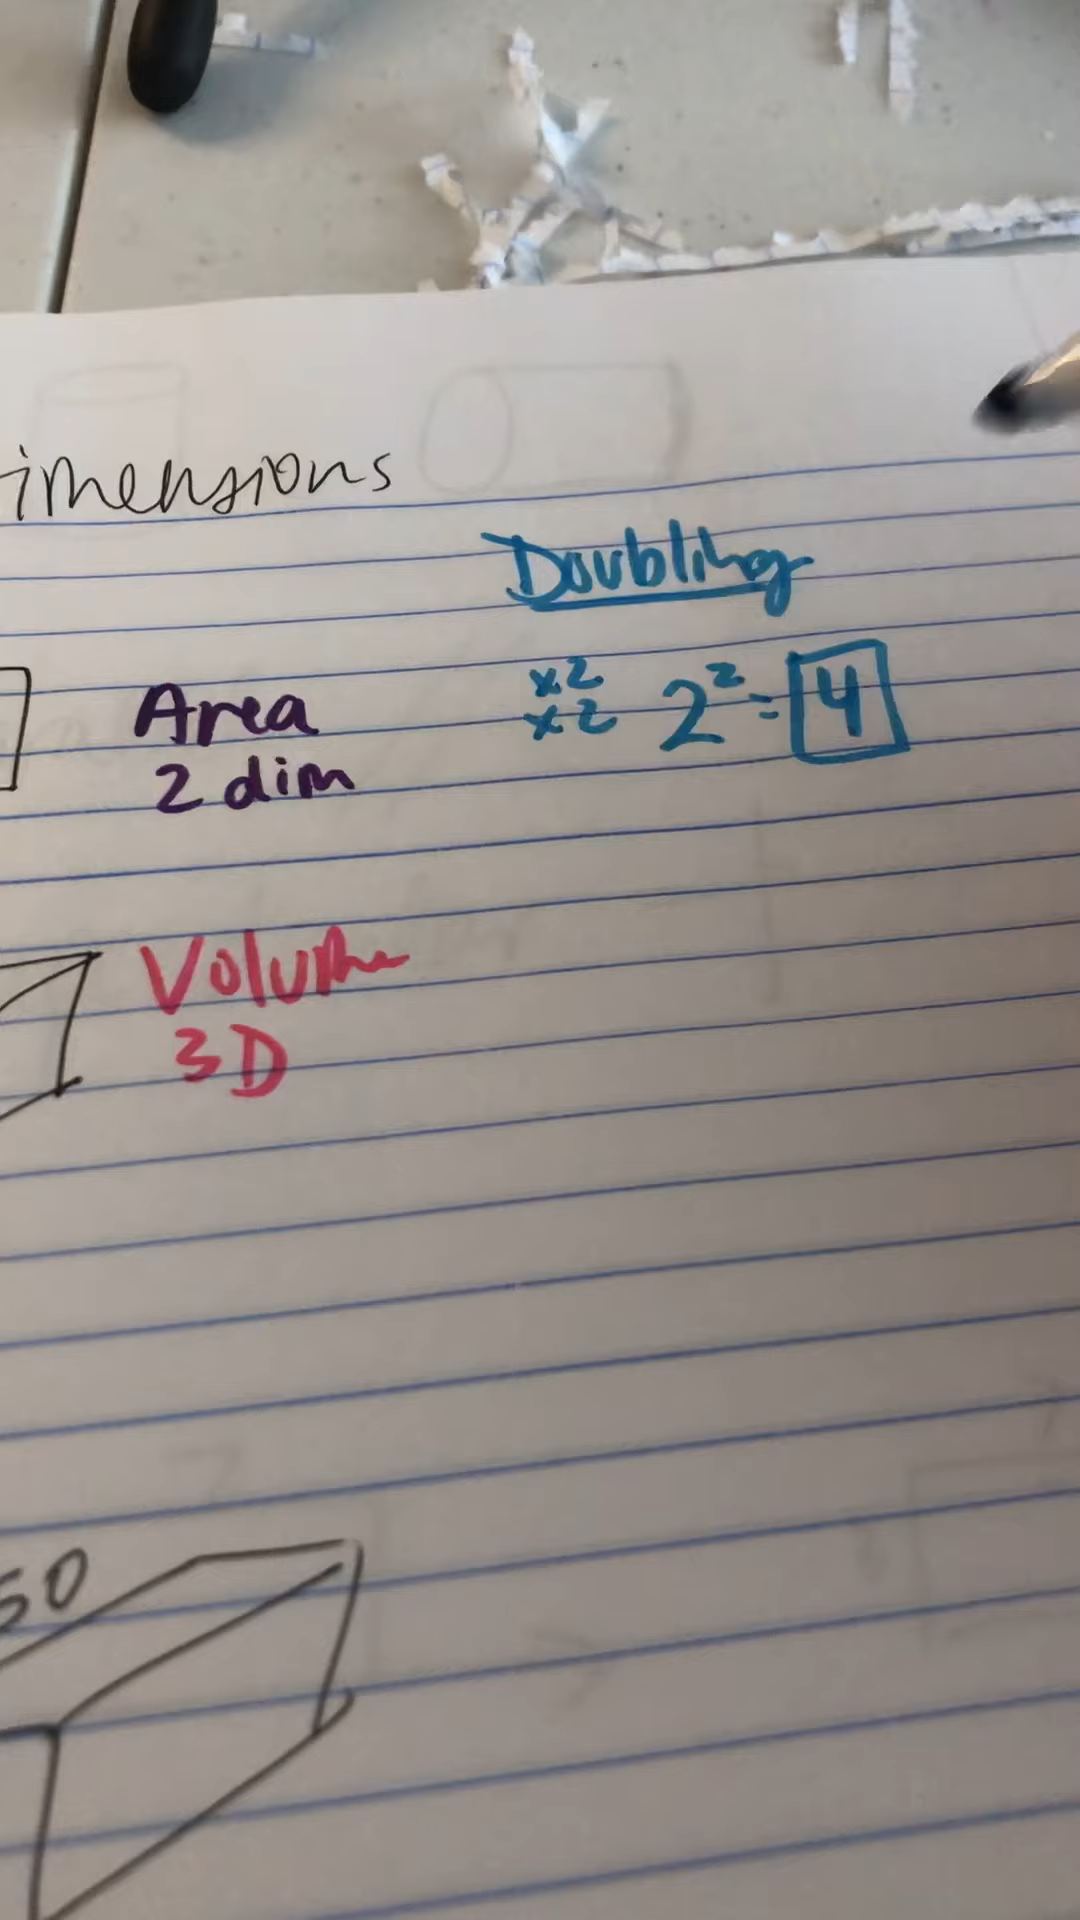 imensions
Doubling
Area
2 dim
x2
x2
2² = 4
Volume
3D
50